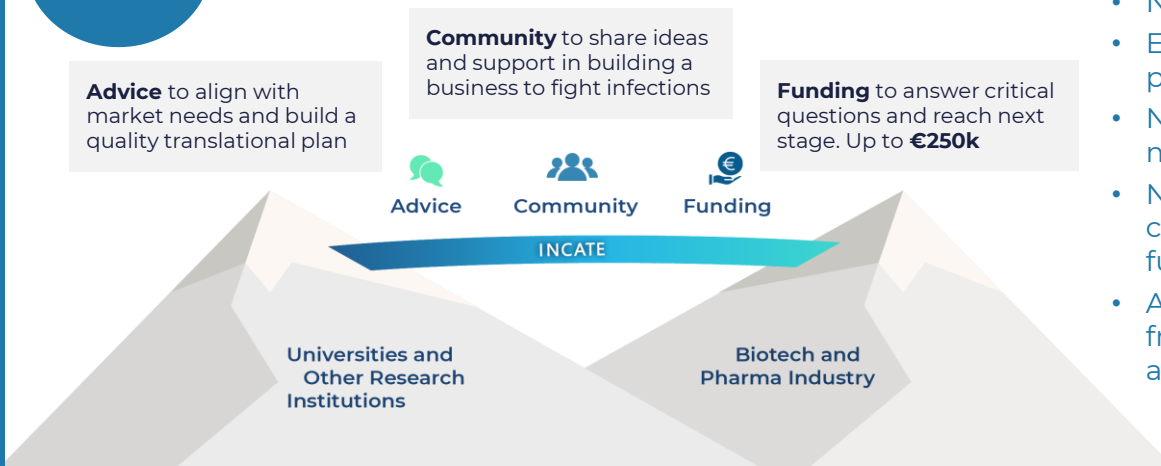 Community to share ideas
and support in building a
business to fight infections
Advice to align with
market needs and build a
quality translational plan
Funding to answer critical
questions and reach next
stage. Up to €250k
Advice
Community
Funding
INCATE
Universities and
Other Research
Institutions
Biotech and
Pharma Industry